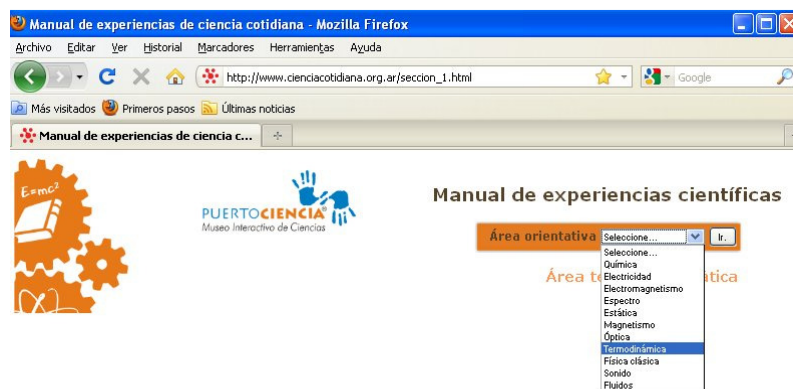 Manual de experiencias de ciencia cotidiana - Mozilla Firefox
Archivo Editar Ver Historial Marcadores Herramientas Ayuda
http://www.cienciacotidiana.org.ar/seccion_1.html
Google
Más visitados Primeros pasos Últimas noticias
Manual de experiencias de ciencia c...
E=mc²
PUERTOCIENCIA
Museo Interactivo de Ciencias
Manual de experiencias científicas
Área orientativa Seleccione... Ir.
Seleccione...
Química
Área te ática
Electricidad
Electromagnetismo
Espectro
Estática
Magnetismo
Óptica
Termodinámica
Física clásica
Sonido
Fluidos